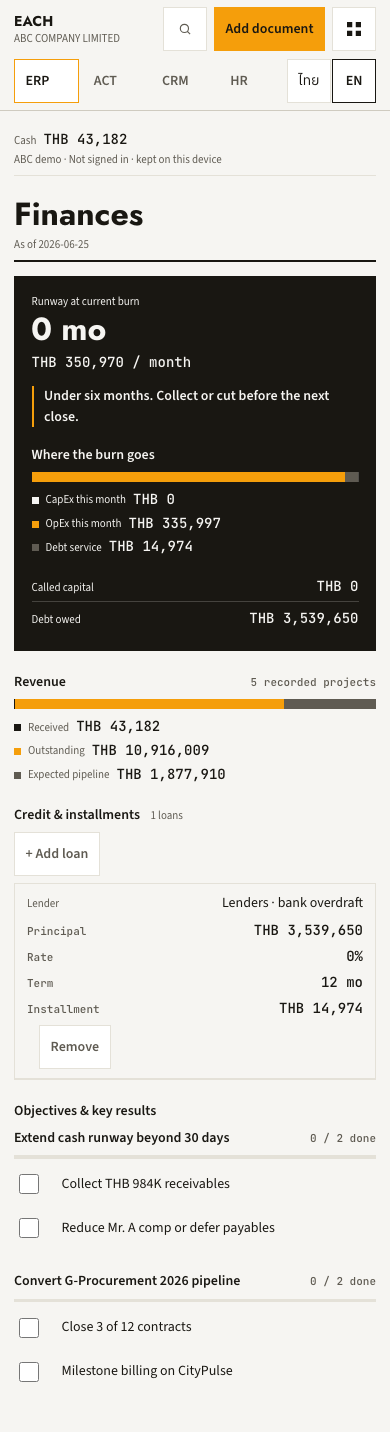 EACH
ABC COMPANY LIMITED
Add document
ERP
ACT
CRM
HR
ไทย
EN
Cash THB 43,182
ABC demo · Not signed in · kept on this device
Finances
As of 2026-06-25
Runway at current burn
0 mo
THB 350,970 / month
Under six months. Collect or cut before the next
close.
Where the burn goes
CapEx this month THB 0
OpEx this month THB 335,997
Debt service THB 14,974
Called capital THB 0
Debt owed THB 3,539,650
Revenue 5 recorded projects
Received THB 43,182
Outstanding THB 10,916,009
Expected pipeline THB 1,877,910
Credit & installments 1 loans
+ Add loan
Lender Lenders · bank overdraft
Principal THB 3,539,650
Rate 0%
Term 12 mo
Installment THB 14,974
Remove
Objectives & key results
Extend cash runway beyond 30 days 0 / 2 done
Collect THB 984K receivables
Reduce Mr. A comp or defer payables
Convert G-Procurement 2026 pipeline 0 / 2 done
Close 3 of 12 contracts
Milestone billing on CityPulse